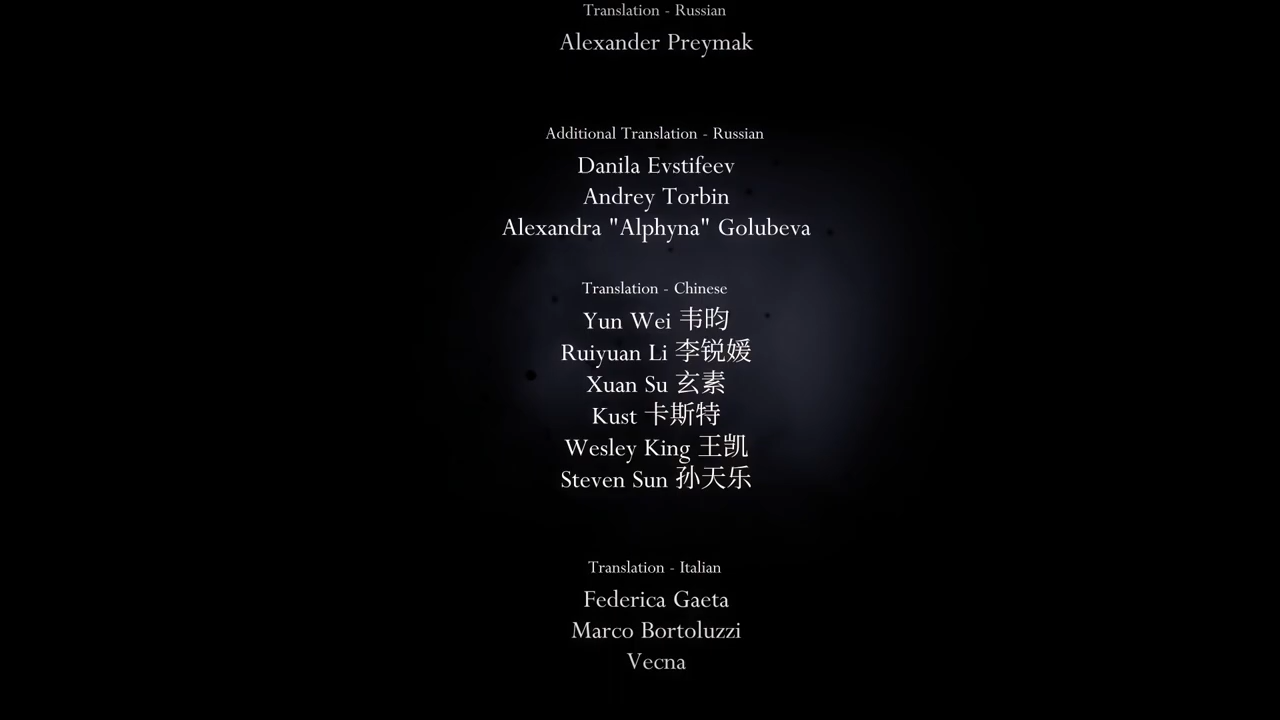 Translation - Russian
Alexander Preymak
Additional Translation - Russian
Danila Evstifeev
Andrey Torbin
Alexandra "Alphyna" Golubeva
Translation - Chinese
Yun Wei 韦昀
Ruiyuan Li 李锐媛
Xuan Su 玄素
Kust 卡斯特
Wesley King 王凯
Steven Sun 孙天乐
Translation - Italian
Federica Gaeta
Marco Bortoluzzi
Vecna